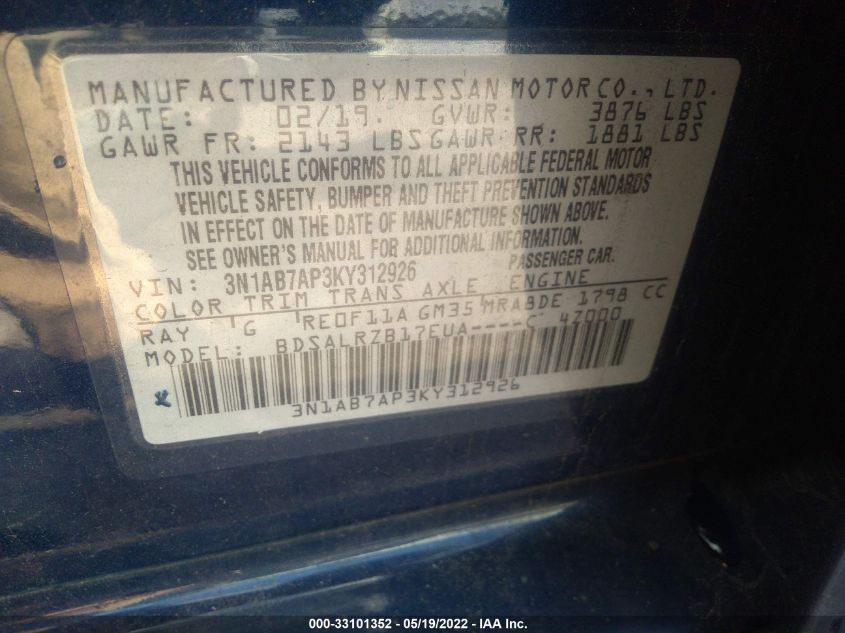 MANUFACTURED BY NISSAN MOTOR CO., LTD.
DATE: 02/19. GVWR: 3876 LBS
GAWR FR: 2143 LBS GAWR RR: 1881 LBS
THIS VEHICLE CONFORMS TO ALL APPLICABLE FEDERAL MOTOR
VEHICLE SAFETY, BUMPER AND THEFT PREVENTION STANDARDS
IN EFFECT ON THE DATE OF MANUFACTURE SHOWN ABOVE.
SEE OWNER'S MANUAL FOR ADDITIONAL INFORMATION.
VIN: 3N1AB7AP3KY312926 PASSENGER CAR.
COLOR TRIM TRANS AXLE ENGINE
RAY G RE0F11A GM35 MRA8DE 1798 CC
MODEL: BDSALRZB17EUA----C 47000
3N1AB7AP3KY312926
000-33101352 - 05/19/2022 - IAA Inc.